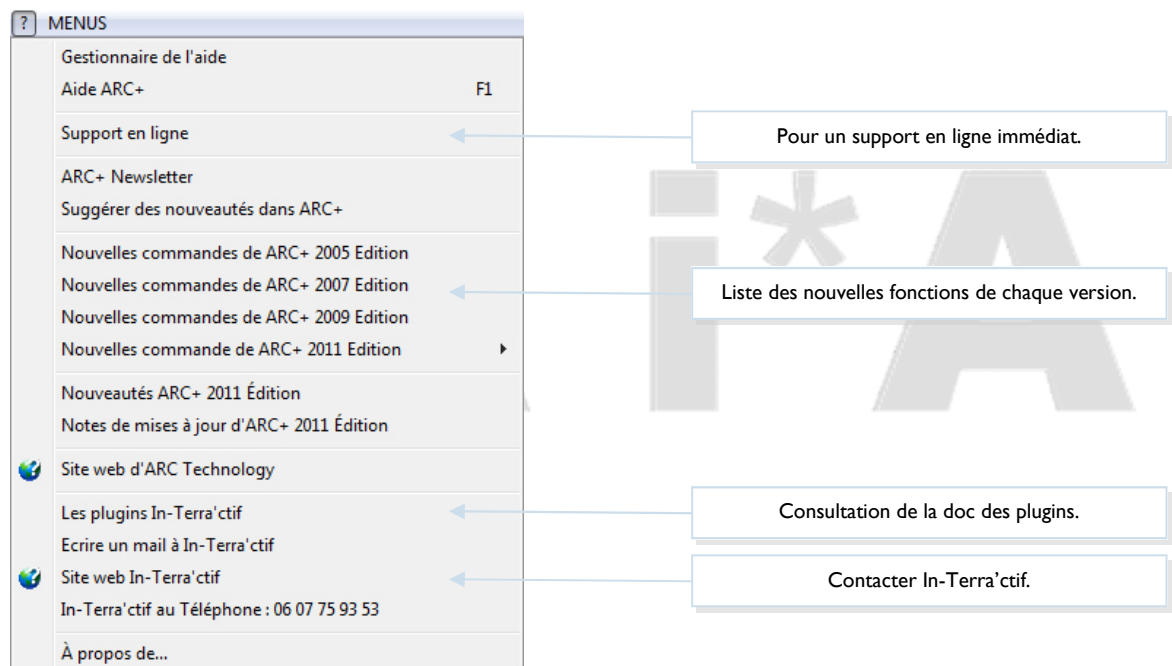 ? MENUS
Gestionnaire de l'aide
Aide ARC+ F1
Support en ligne
Pour un support en ligne immédiat.
ARC+ Newsletter
Suggérer des nouveautés dans ARC+
Nouvelles commandes de ARC+ 2005 Edition
Nouvelles commandes de ARC+ 2007 Edition
Liste des nouvelles fonctions de chaque version.
Nouvelles commandes de ARC+ 2009 Edition
Nouvelles commande de ARC+ 2011 Edition
Nouveautés ARC+ 2011 Édition
Notes de mises à jour d'ARC+ 2011 Édition
Site web d'ARC Technology
Les plugins In-Terra'ctif
Consultation de la doc des plugins.
Ecrire un mail à In-Terra'ctif
Site web In-Terra'ctif
Contacter In-Terra’ctif.
In-Terra'ctif au Téléphone : 06 07 75 93 53
À propos de...
i*A